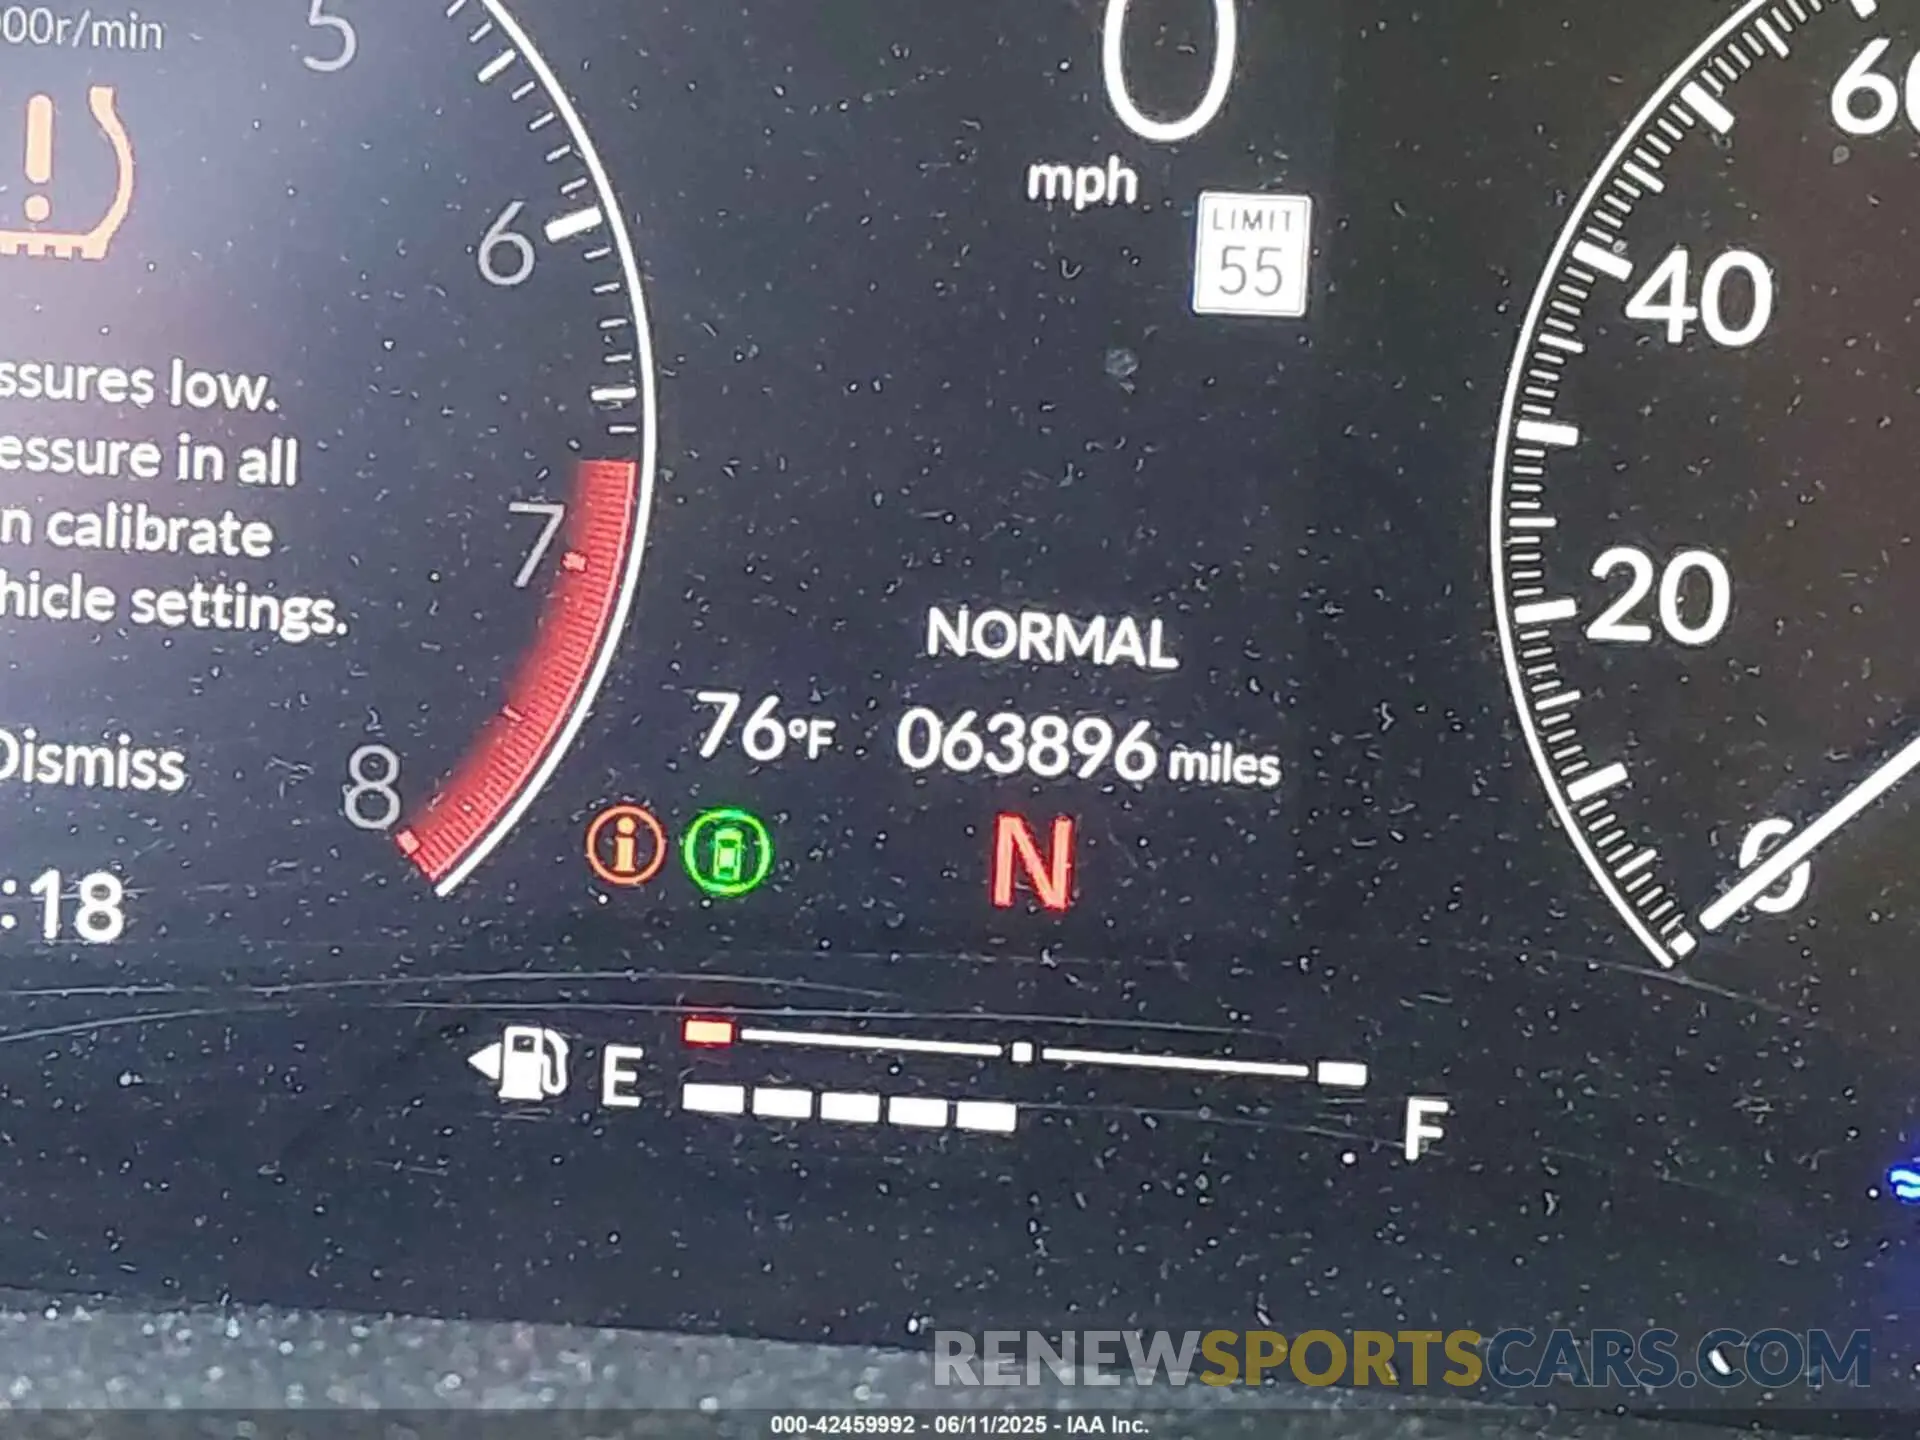 00r/min
5
0
60
mph
LIMIT
55
6
40
ssures low.
essure in all
n calibrate
hicle settings.
7
20
NORMAL
76°F 063896 miles
Dismiss
8
N
0
:18
E
F
RENEWSPORTSCARS.COM
000-42459992 - 06/11/2025 - IAA Inc.